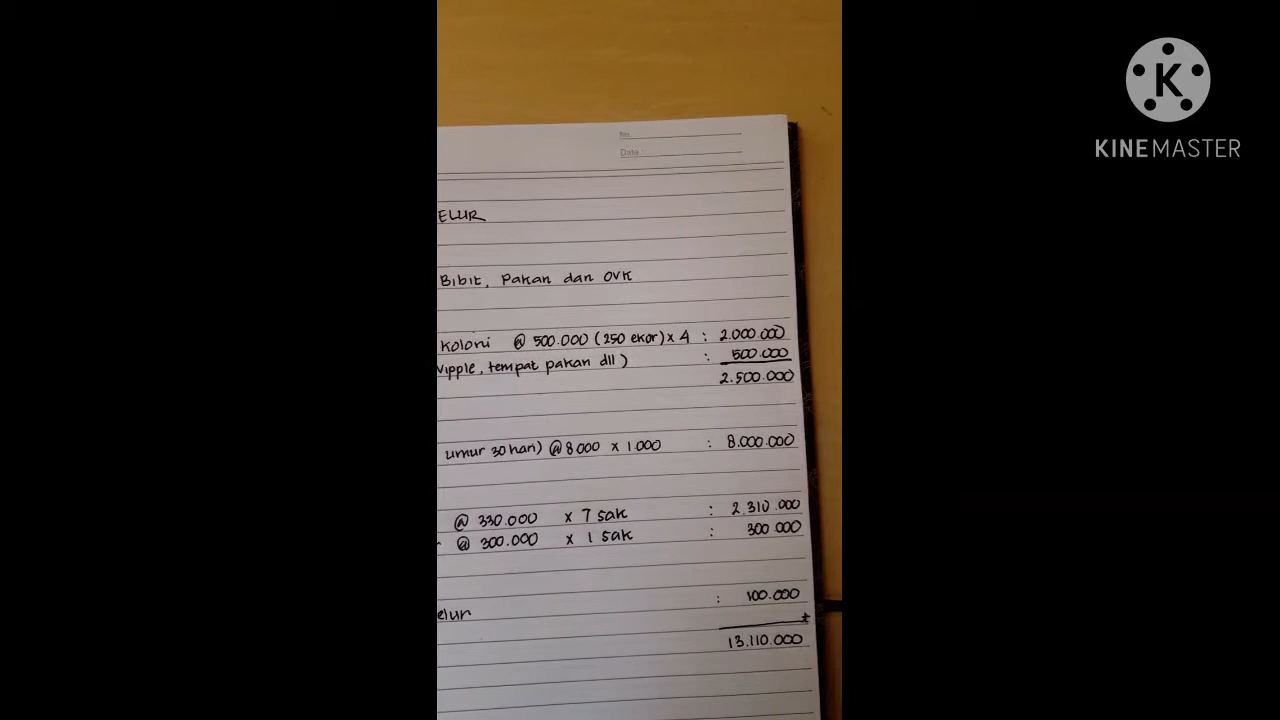 K
KINEMASTER
No.
Date :
ELUR
Bibit, Pakan dan OVK
Koloni @ 500.000 (250 ekor) x 4 : 2.000.000
Nipple, tempat pakan dll) : 500.000
2.500.000
umur 30 hari) @ 8000 x 1.000 : 8.000.000
@ 330.000 x 7 sak : 2.310.000
@ 300.000 x 1 sak : 300 000
elur : 100.000
+
13.110.000